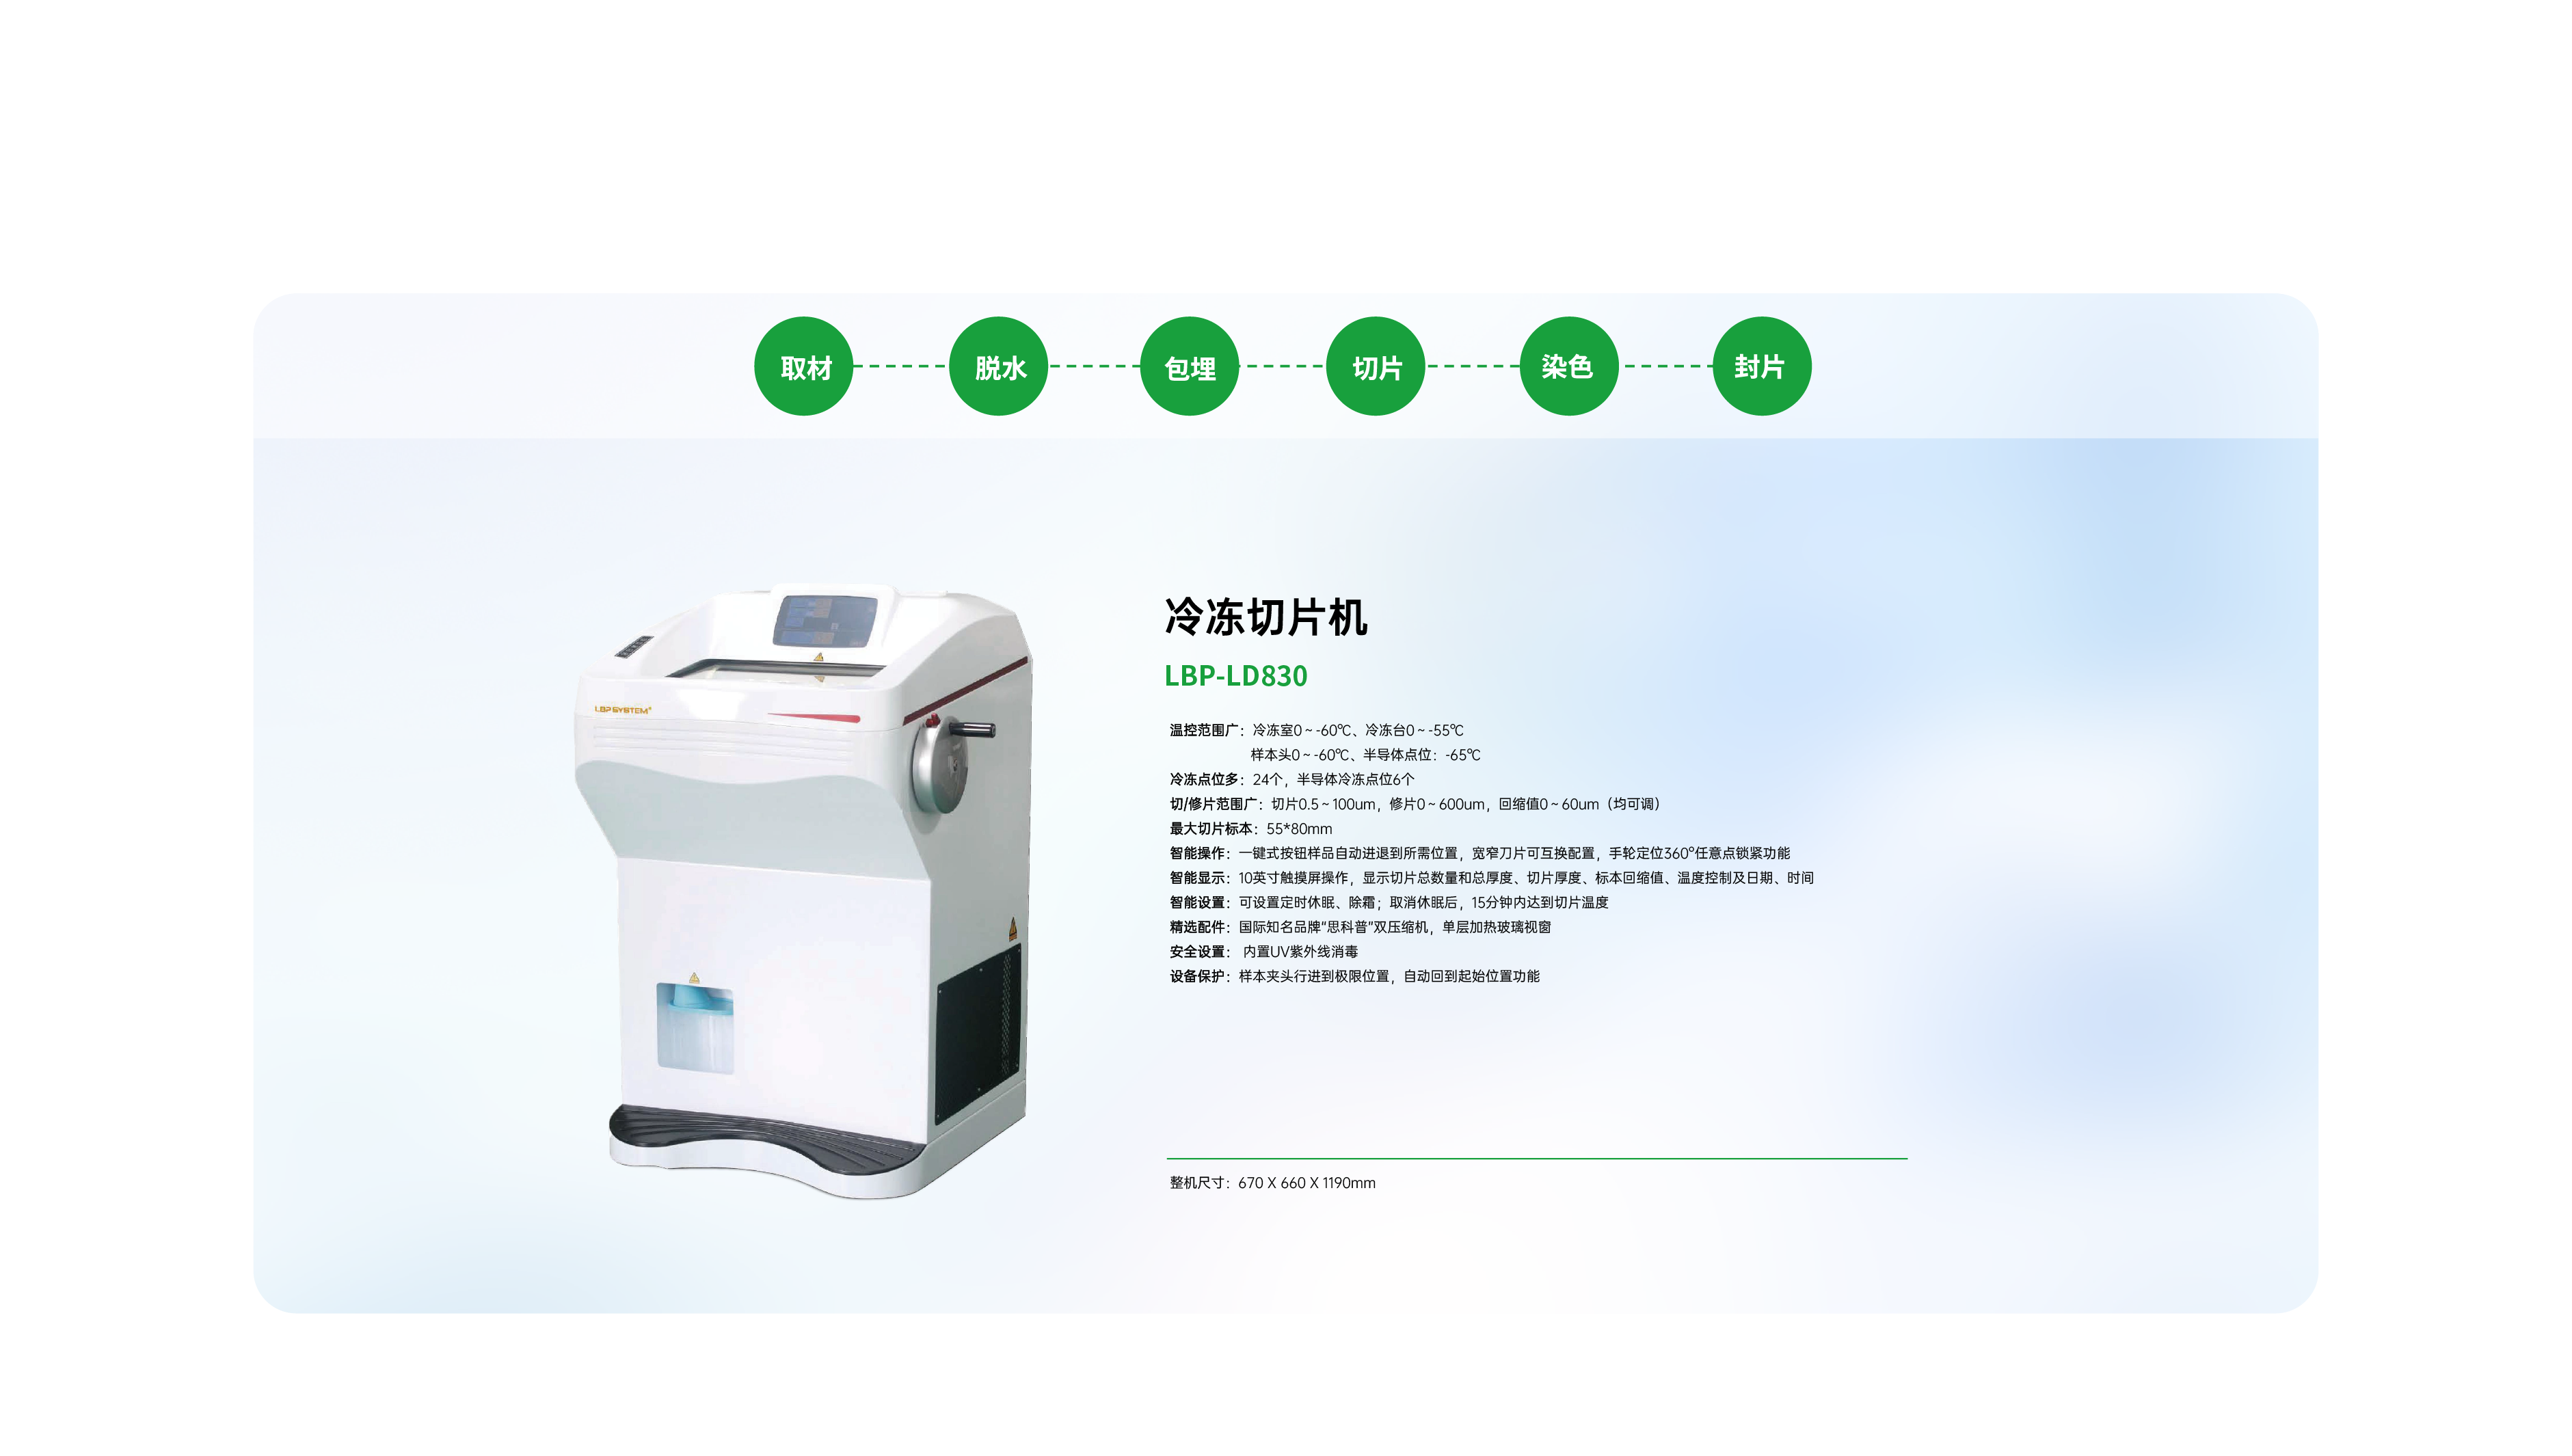 取材
脱水
包埋
切片
染色
封片
冷冻切片机
LBP-LD830
LBP SYSTEM®
温控范围广：冷冻室0~-60℃、冷冻台0~-55℃
样本头0~-60℃、半导体点位：-65℃
冷冻点位多：24个，半导体冷冻点位6个
切/修片范围广：切片0.5~100um，修片0~600um，回缩值0~60um（均可调）
最大切片标本：55*80mm
智能操作：一键式按钮样品自动进退到所需位置，宽窄刀片可互换配置，手轮定位360°任意点锁紧功能
智能显示：10英寸触摸屏操作，显示切片总数量和总厚度、切片厚度、标本回缩值、温度控制及日期、时间
智能设置：可设置定时休眠、除霜；取消休眠后，15分钟内达到切片温度
精选配件：国际知名品牌“思科普”双压缩机，单层加热玻璃视窗
安全设置： 内置UV紫外线消毒
设备保护：样本夹头行进到极限位置，自动回到起始位置功能
整机尺寸：670 X 660 X 1190mm